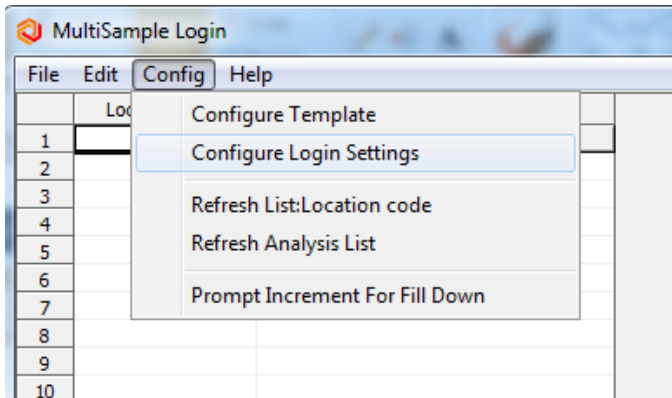 MultiSample Login
File Edit Config Help
Loc
Configure Template
1
Configure Login Settings
2
3
Refresh List:Location code
4
Refresh Analysis List
5
6
Prompt Increment For Fill Down
7
8
9
10